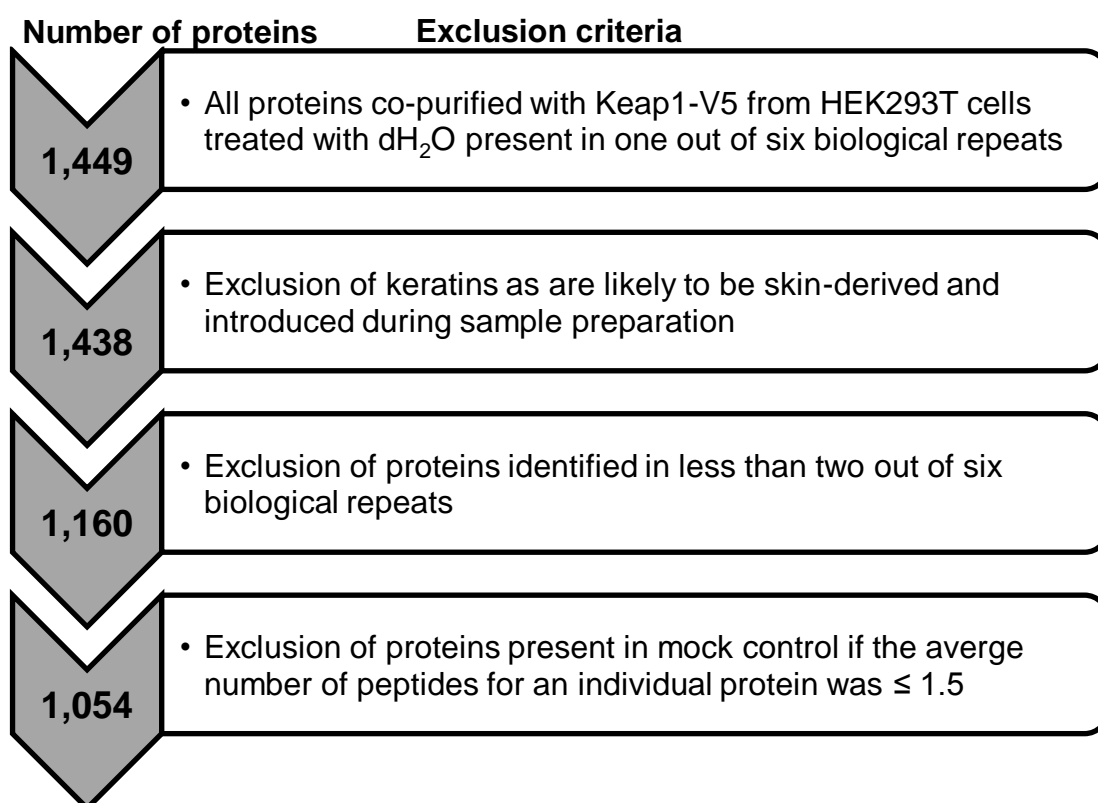 Number of proteins Exclusion criteria
1,449
• All proteins co-purified with Keap1-V5 from HEK293T cells
treated with dH₂O present in one out of six biological repeats
1,438
• Exclusion of keratins as are likely to be skin-derived and
introduced during sample preparation
1,160
• Exclusion of proteins identified in less than two out of six
biological repeats
1,054
• Exclusion of proteins present in mock control if the averge
number of peptides for an individual protein was ≤ 1.5